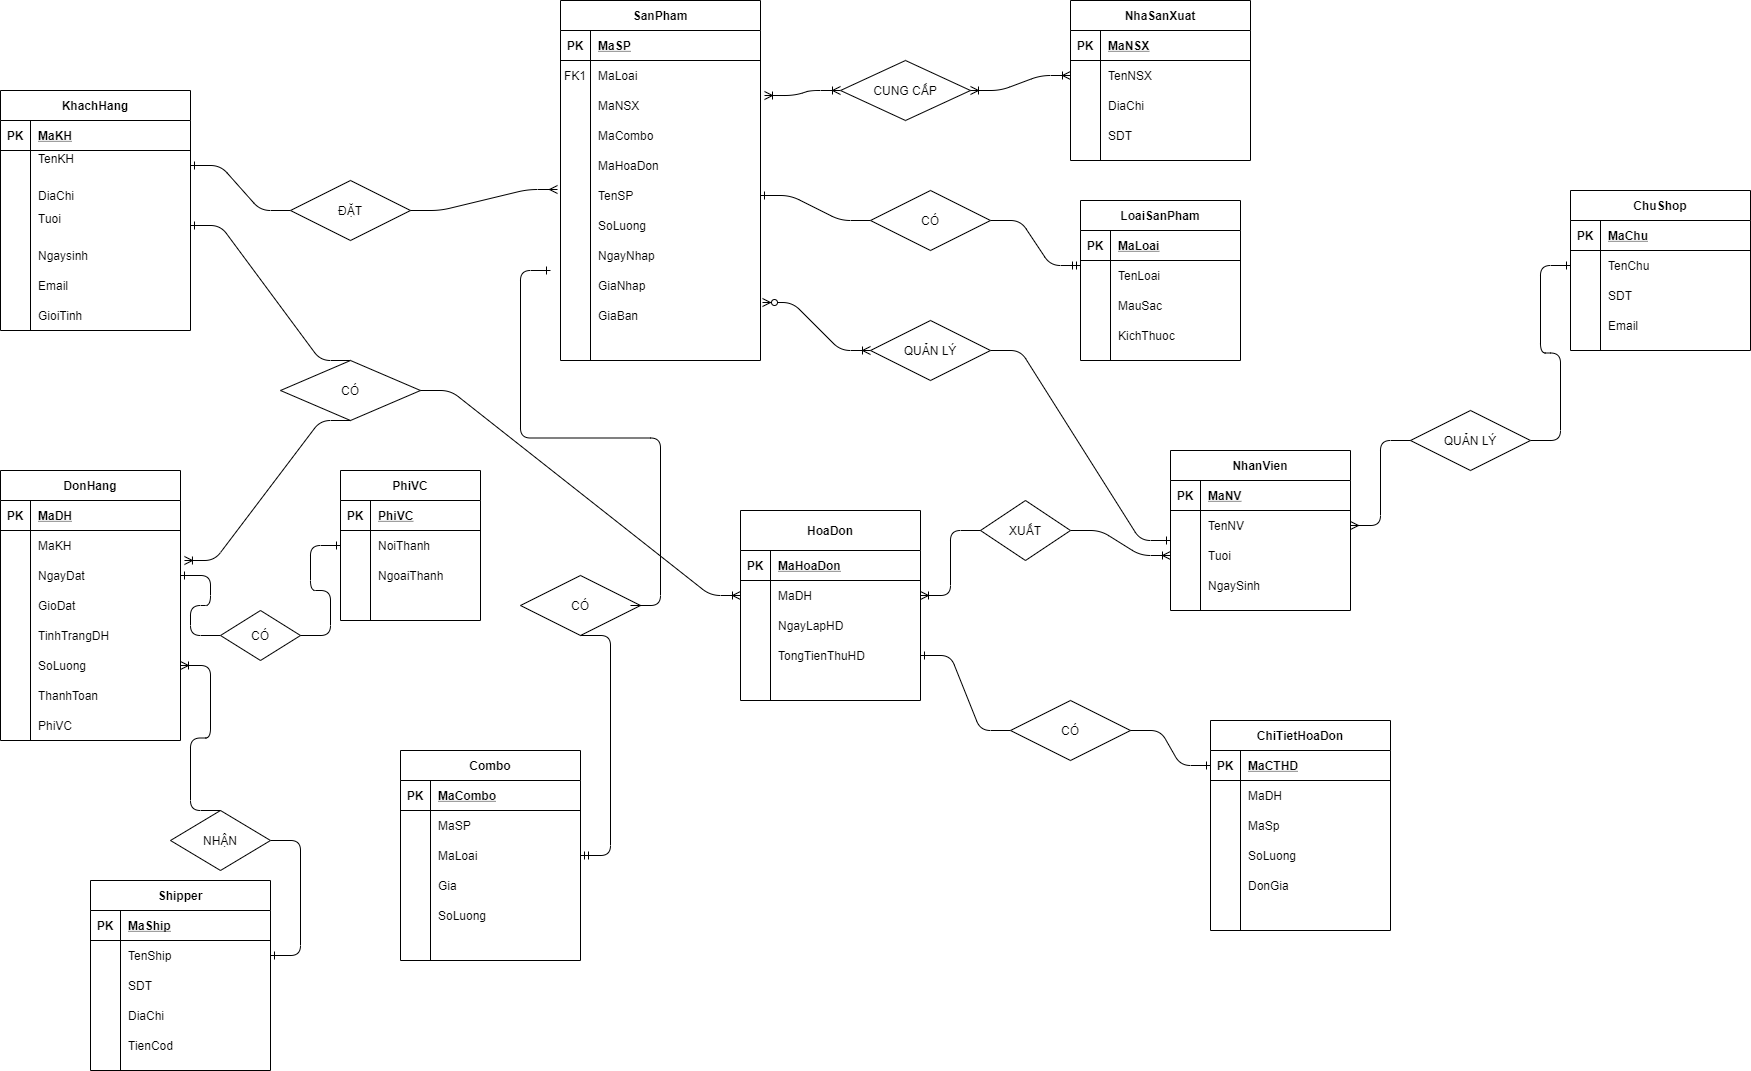 SanPham
PK MaSP
FK1 MaLoai
MaNSX
MaCombo
MaHoaDon
TenSP
SoLuong
NgayNhap
GiaNhap
GiaBan
NhaSanXuat
PK MaNSX
TenNSX
DiaChi
SDT
CUNG CẤP
KhachHang
PK MaKH
TenKH
DiaChi
Tuoi
Ngaysinh
Email
GioiTinh
ĐẶT
CÓ
LoaiSanPham
PK MaLoai
TenLoai
MauSac
KichThuoc
ChuShop
PK MaChu
TenChu
SDT
Email
QUẢN LÝ
CÓ
QUẢN LÝ
DonHang
PK MaDH
MaKH
NgayDat
GioDat
TinhTrangDH
SoLuong
ThanhToan
PhiVC
PhiVC
PK PhiVC
NoiThanh
NgoaiThanh
CÓ
CÓ
HoaDon
PK MaHoaDon
MaDH
NgayLapHD
TongTienThuHD
XUẤT
NhanVien
PK MaNV
TenNV
Tuoi
NgaySinh
CÓ
ChiTietHoaDon
PK MaCTHD
MaDH
MaSp
SoLuong
DonGia
Combo
PK MaCombo
MaSP
MaLoai
Gia
SoLuong
NHẬN
Shipper
PK MaShip
TenShip
SDT
DiaChi
TienCod